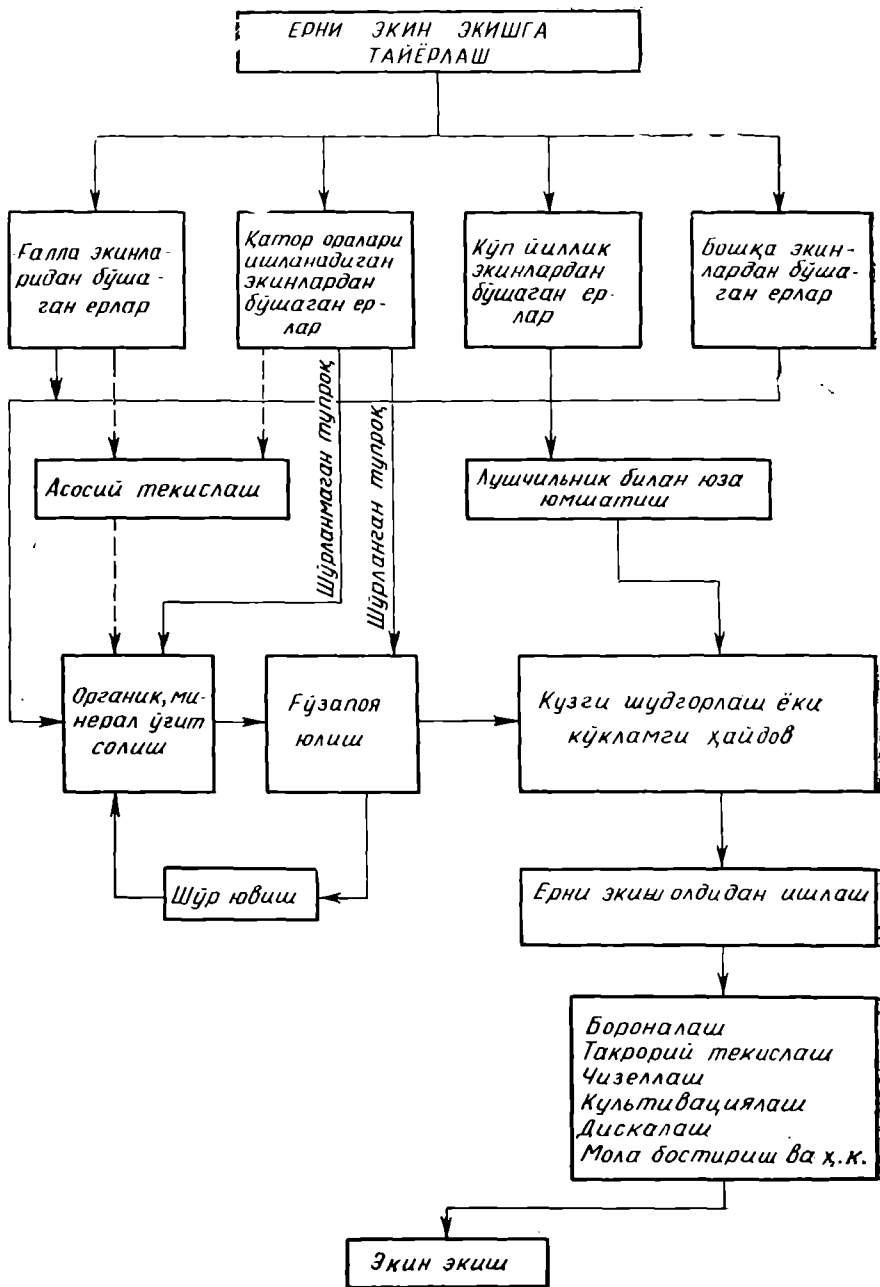 ЕРНИ ЭКИН ЭКИШГА
ТАЙЁРЛАШ
Ғалла экинла-
ридан бўша-
ган ерлар
Қатор оралари
ишланадиган
экинлардан
бўшаган ер-
лар
Кўп йиллик
экинлардан
бўшаган ер-
лар
Бошқа экин-
лардан бўша-
ган ерлар
Шўрланмаган тупроқ
Шўрланган тупроқ
Асосий текислаш
Лушчильник билан юза
юмшатиш
Органик, ми-
нерал ўғит
солиш
Ғўзапоя
юлиш
Кузги шудгорлаш ёки
кўкламги ҳайдов
Шўр ювиш
Ерни экиш олдидан ишлаш
Бороналаш
Такрорий текислаш
Чизеллаш
Культивациялаш
Дискалаш
Мола бостириш ва ҳ.к.
Экин экиш